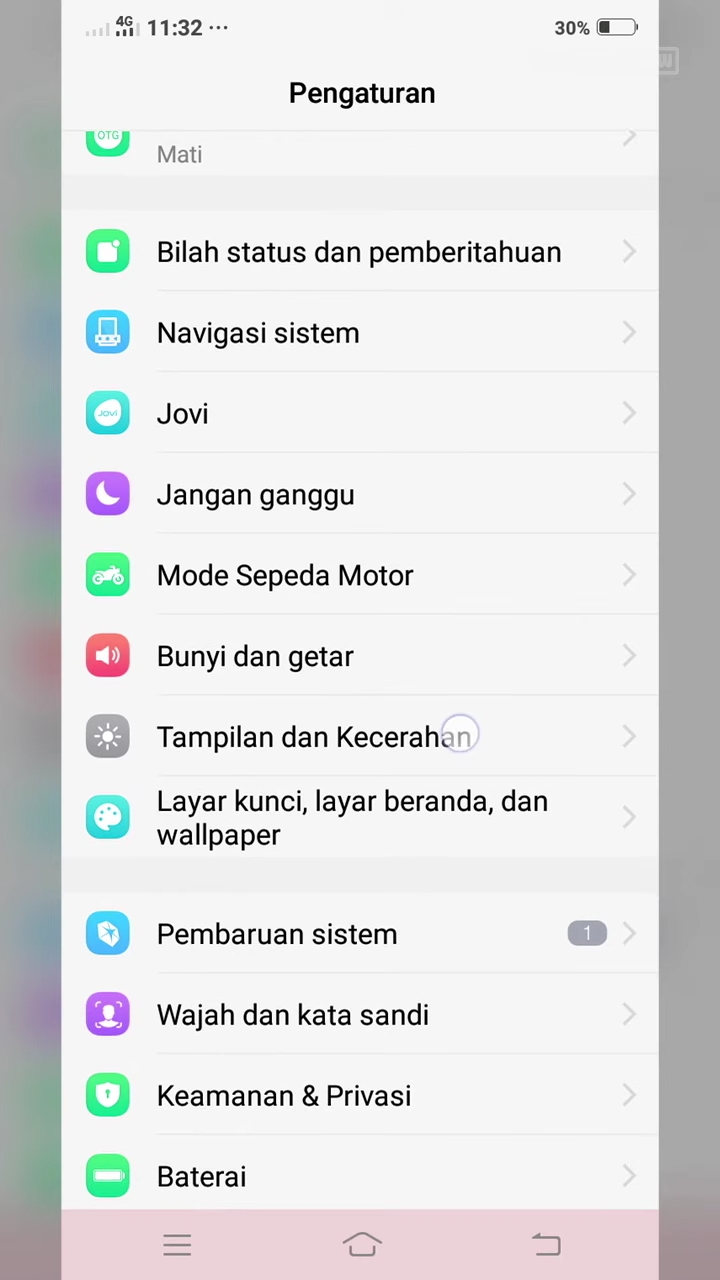 4G 11:32 ... 30%
Pengaturan
OTG
Mati
Bilah status dan pemberitahuan
Navigasi sistem
JOVI Jovi
Jangan ganggu
Mode Sepeda Motor
Bunyi dan getar
Tampilan dan Kecerahan
Layar kunci, layar beranda, dan
wallpaper
Pembaruan sistem 1
Wajah dan kata sandi
Keamanan & Privasi
Baterai